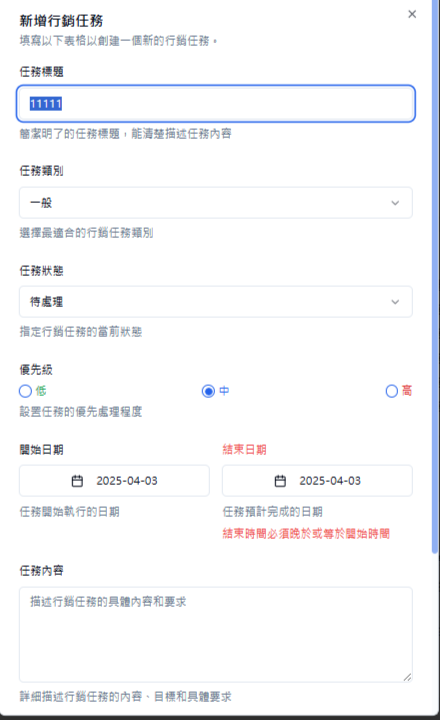 新增行銷任務
填寫以下表格以創建一個新的行銷任務。
任務標題
11111
簡潔明了的任務標題，能清楚描述任務內容
任務類別
一般
選擇最適合的行銷任務類別
任務狀態
待處理
指定行銷任務的當前狀態
優先級
低 中 高
設置任務的優先處理程度
開始日期 結束日期
2025-04-03 2025-04-03
任務開始執行的日期 任務預計完成的日期
結束時間必須晚於或等於開始時間
任務內容
描述行銷任務的具體內容和要求
詳細描述行銷任務的內容、目標和具體要求